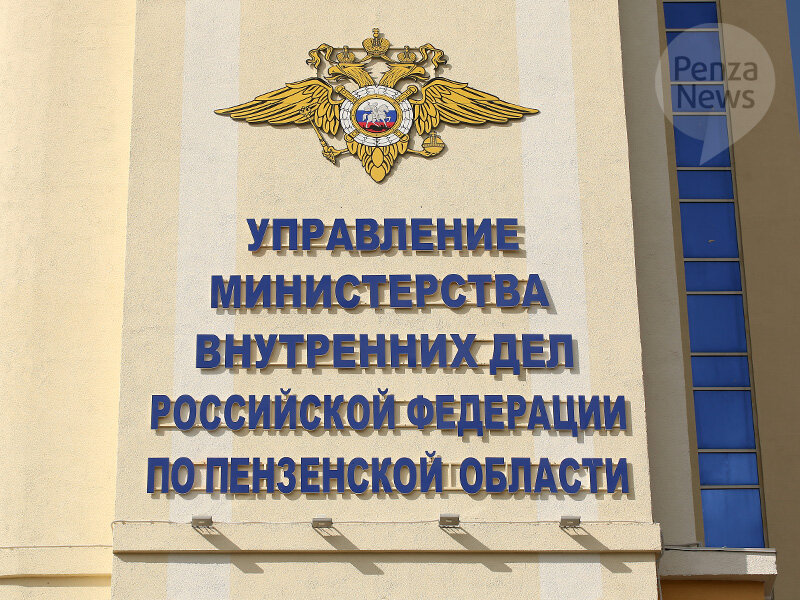 Penza
News
УПРАВЛЕНИЕ
МИНИСТЕРСТВА
ВНУТРЕННИХ ДЕЛ
РОССИЙСКОЙ ФЕДЕРАЦИИ
ПО ПЕНЗЕНСКОЙ ОБЛАСТИ